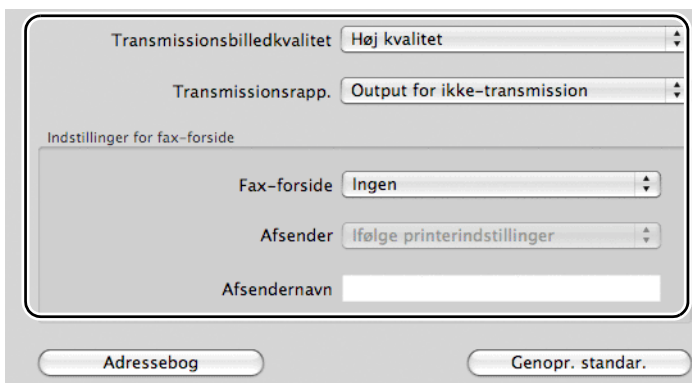 Transmissionsbilledkvalitet Høj kvalitet
Transmissionsrapp. Output for ikke-transmission
Indstillinger for fax-forside
Fax-forside Ingen
Afsender Ifølge printerindstillinger
Afsendernavn
Adressebog Genopr. standar.